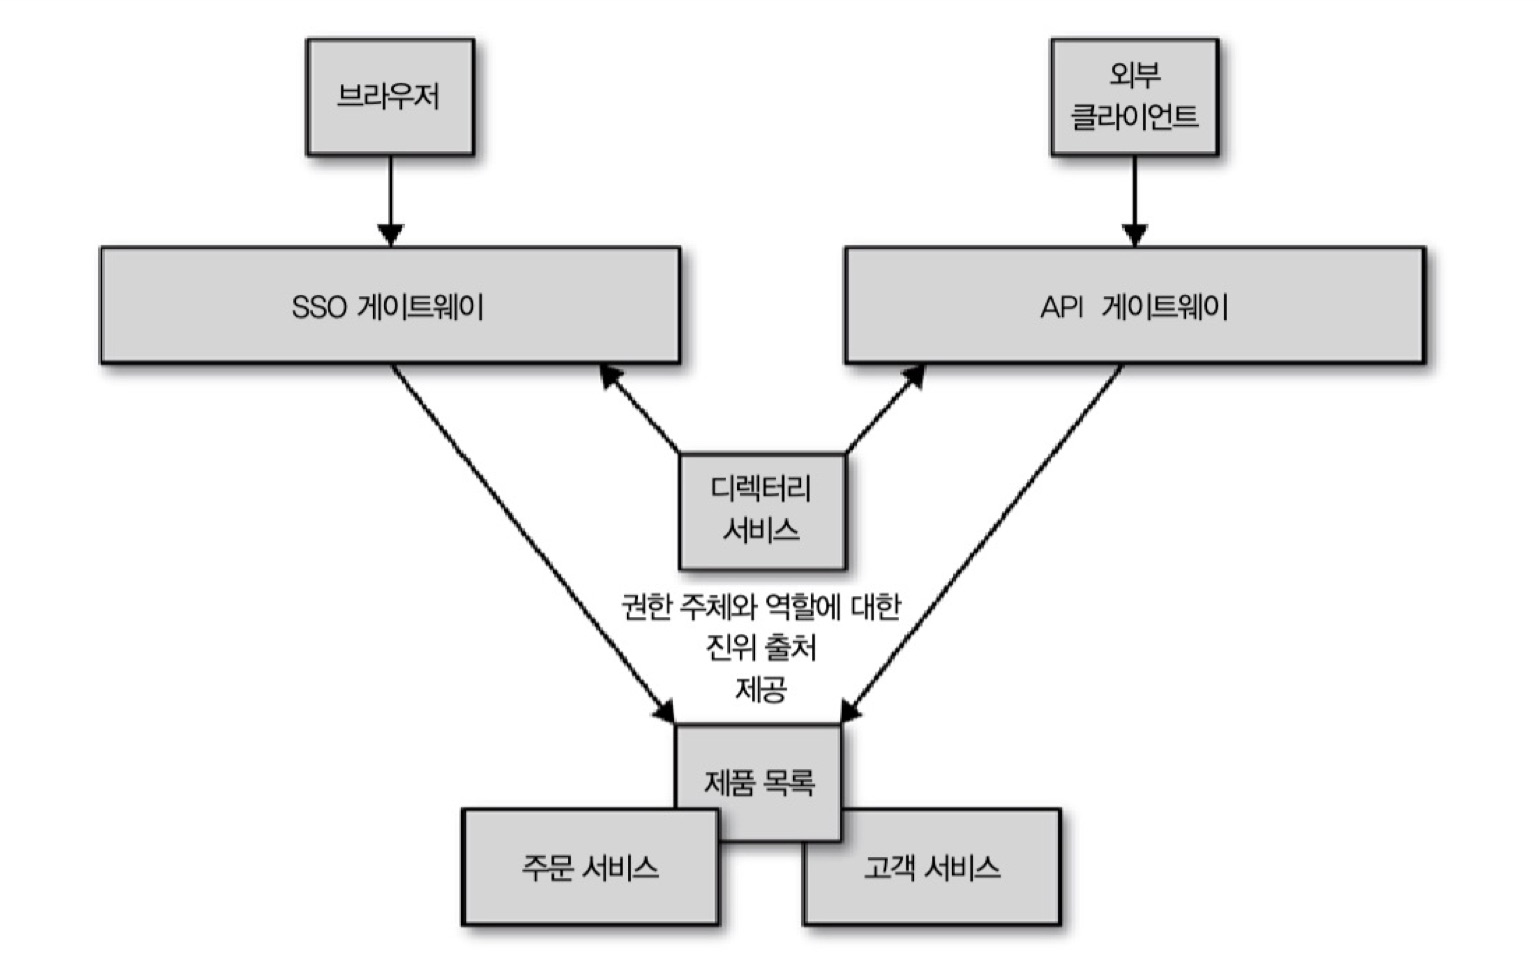 브라우저
외부
클라이언트
SSO 게이트웨이
API 게이트웨이
디렉터리
서비스
권한 주체와 역할에 대한
진위 출처
제공
제품 목록
주문 서비스
고객 서비스